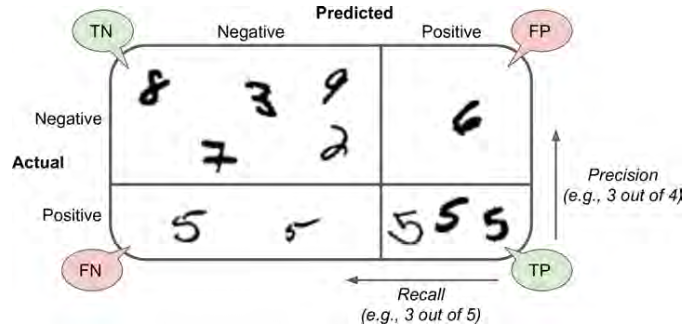 Predicted
TN
Negative
Positive
FP
8 3 9
7 2
6
Negative
Actual
Precision
(e.g., 3 out of 4)
Positive
5 5
5 5 5
FN
TP
Recall
(e.g., 3 out of 5)